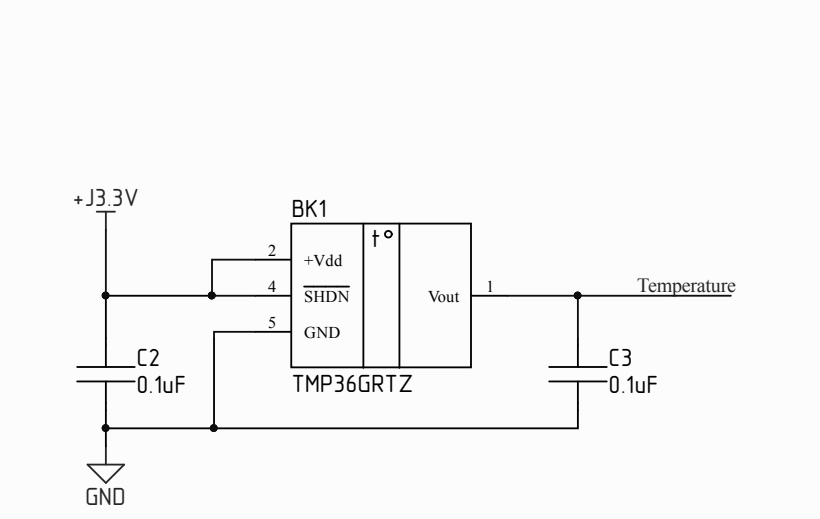 +J3.3V
BK1
t°
2
+Vdd
4
SHDN
Vout
1
Temperature
5
GND
C2
0.1uF
TMP36GRTZ
C3
0.1uF
GND